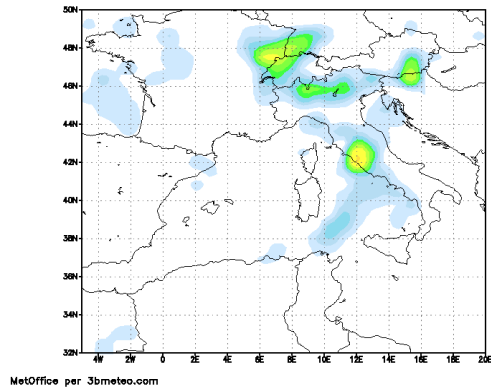 50N
48N
46N
44N
42N
40N
38N
36N
34N
32N
4W 2W 0 2E 4E 6E 8E 10E 12E 14E 16E 18E 20E
MetOffice per 3bmeteo.com